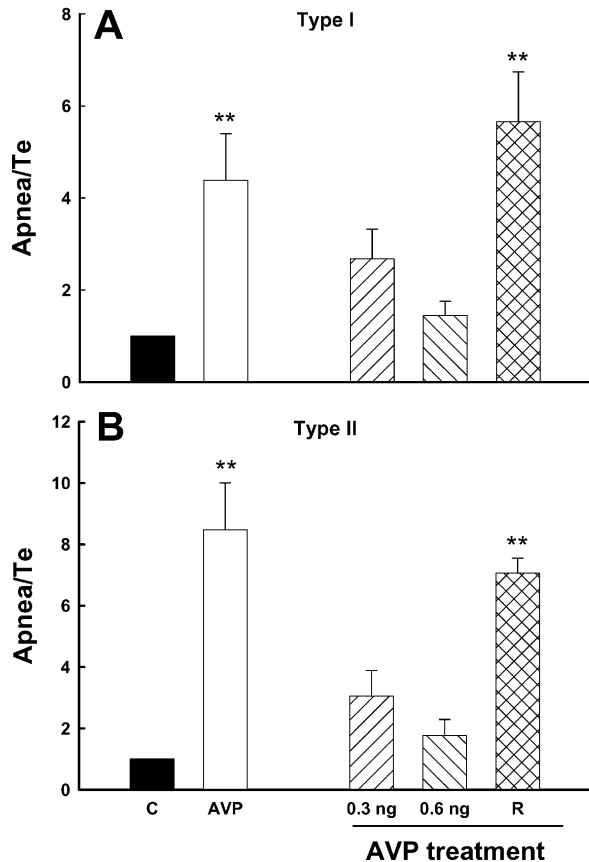 A
Type I
8
**
**
6
Apnea/Te
4
2
0
B
12
Type II
10
**
**
8
Apnea/Te
6
4
2
0
C AVP 0.3 ng 0.6 ng R
AVP treatment